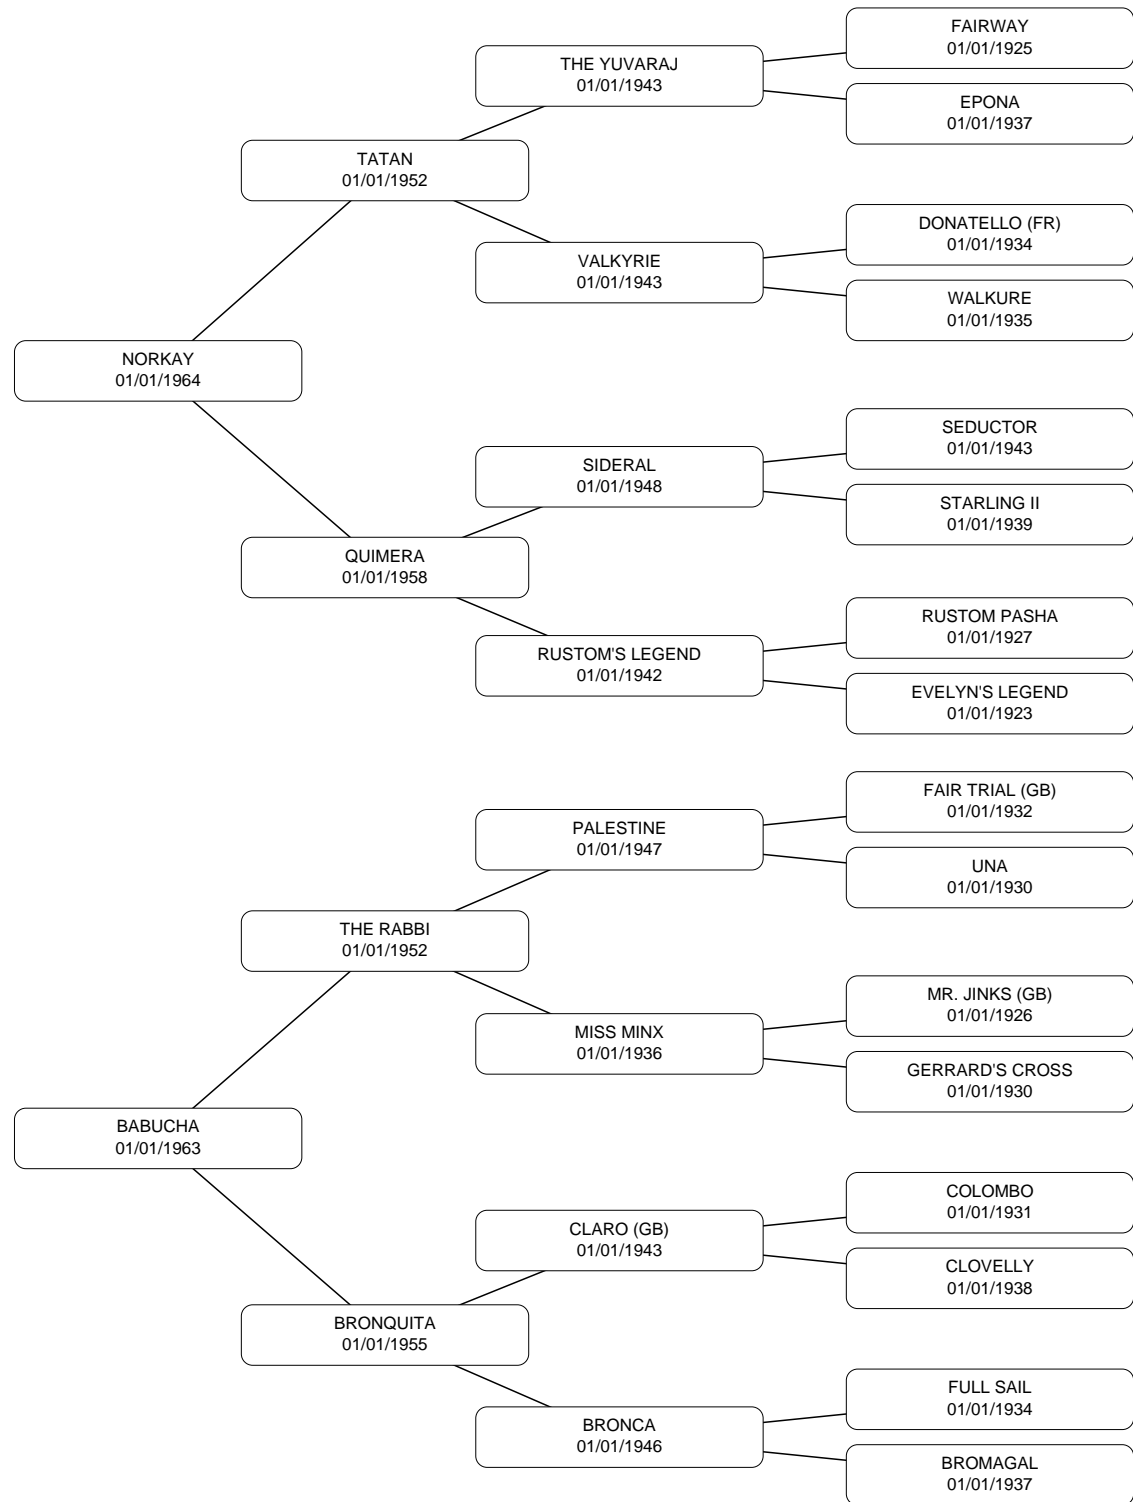 FAIRWAY
01/01/1925
THE YUVARAJ
01/01/1943
EPONA
01/01/1937
TATAN
01/01/1952
DONATELLO (FR)
01/01/1934
VALKYRIE
01/01/1943
WALKURE
01/01/1935
NORKAY
01/01/1964
SEDUCTOR
01/01/1943
SIDERAL
01/01/1948
STARLING II
01/01/1939
QUIMERA
01/01/1958
RUSTOM PASHA
01/01/1927
RUSTOM'S LEGEND
01/01/1942
EVELYN'S LEGEND
01/01/1923
FAIR TRIAL (GB)
01/01/1932
PALESTINE
01/01/1947
UNA
01/01/1930
THE RABBI
01/01/1952
MR. JINKS (GB)
01/01/1926
MISS MINX
01/01/1936
GERRARD'S CROSS
01/01/1930
BABUCHA
01/01/1963
COLOMBO
01/01/1931
CLARO (GB)
01/01/1943
CLOVELLY
01/01/1938
BRONQUITA
01/01/1955
FULL SAIL
01/01/1934
BRONCA
01/01/1946
BROMAGAL
01/01/1937